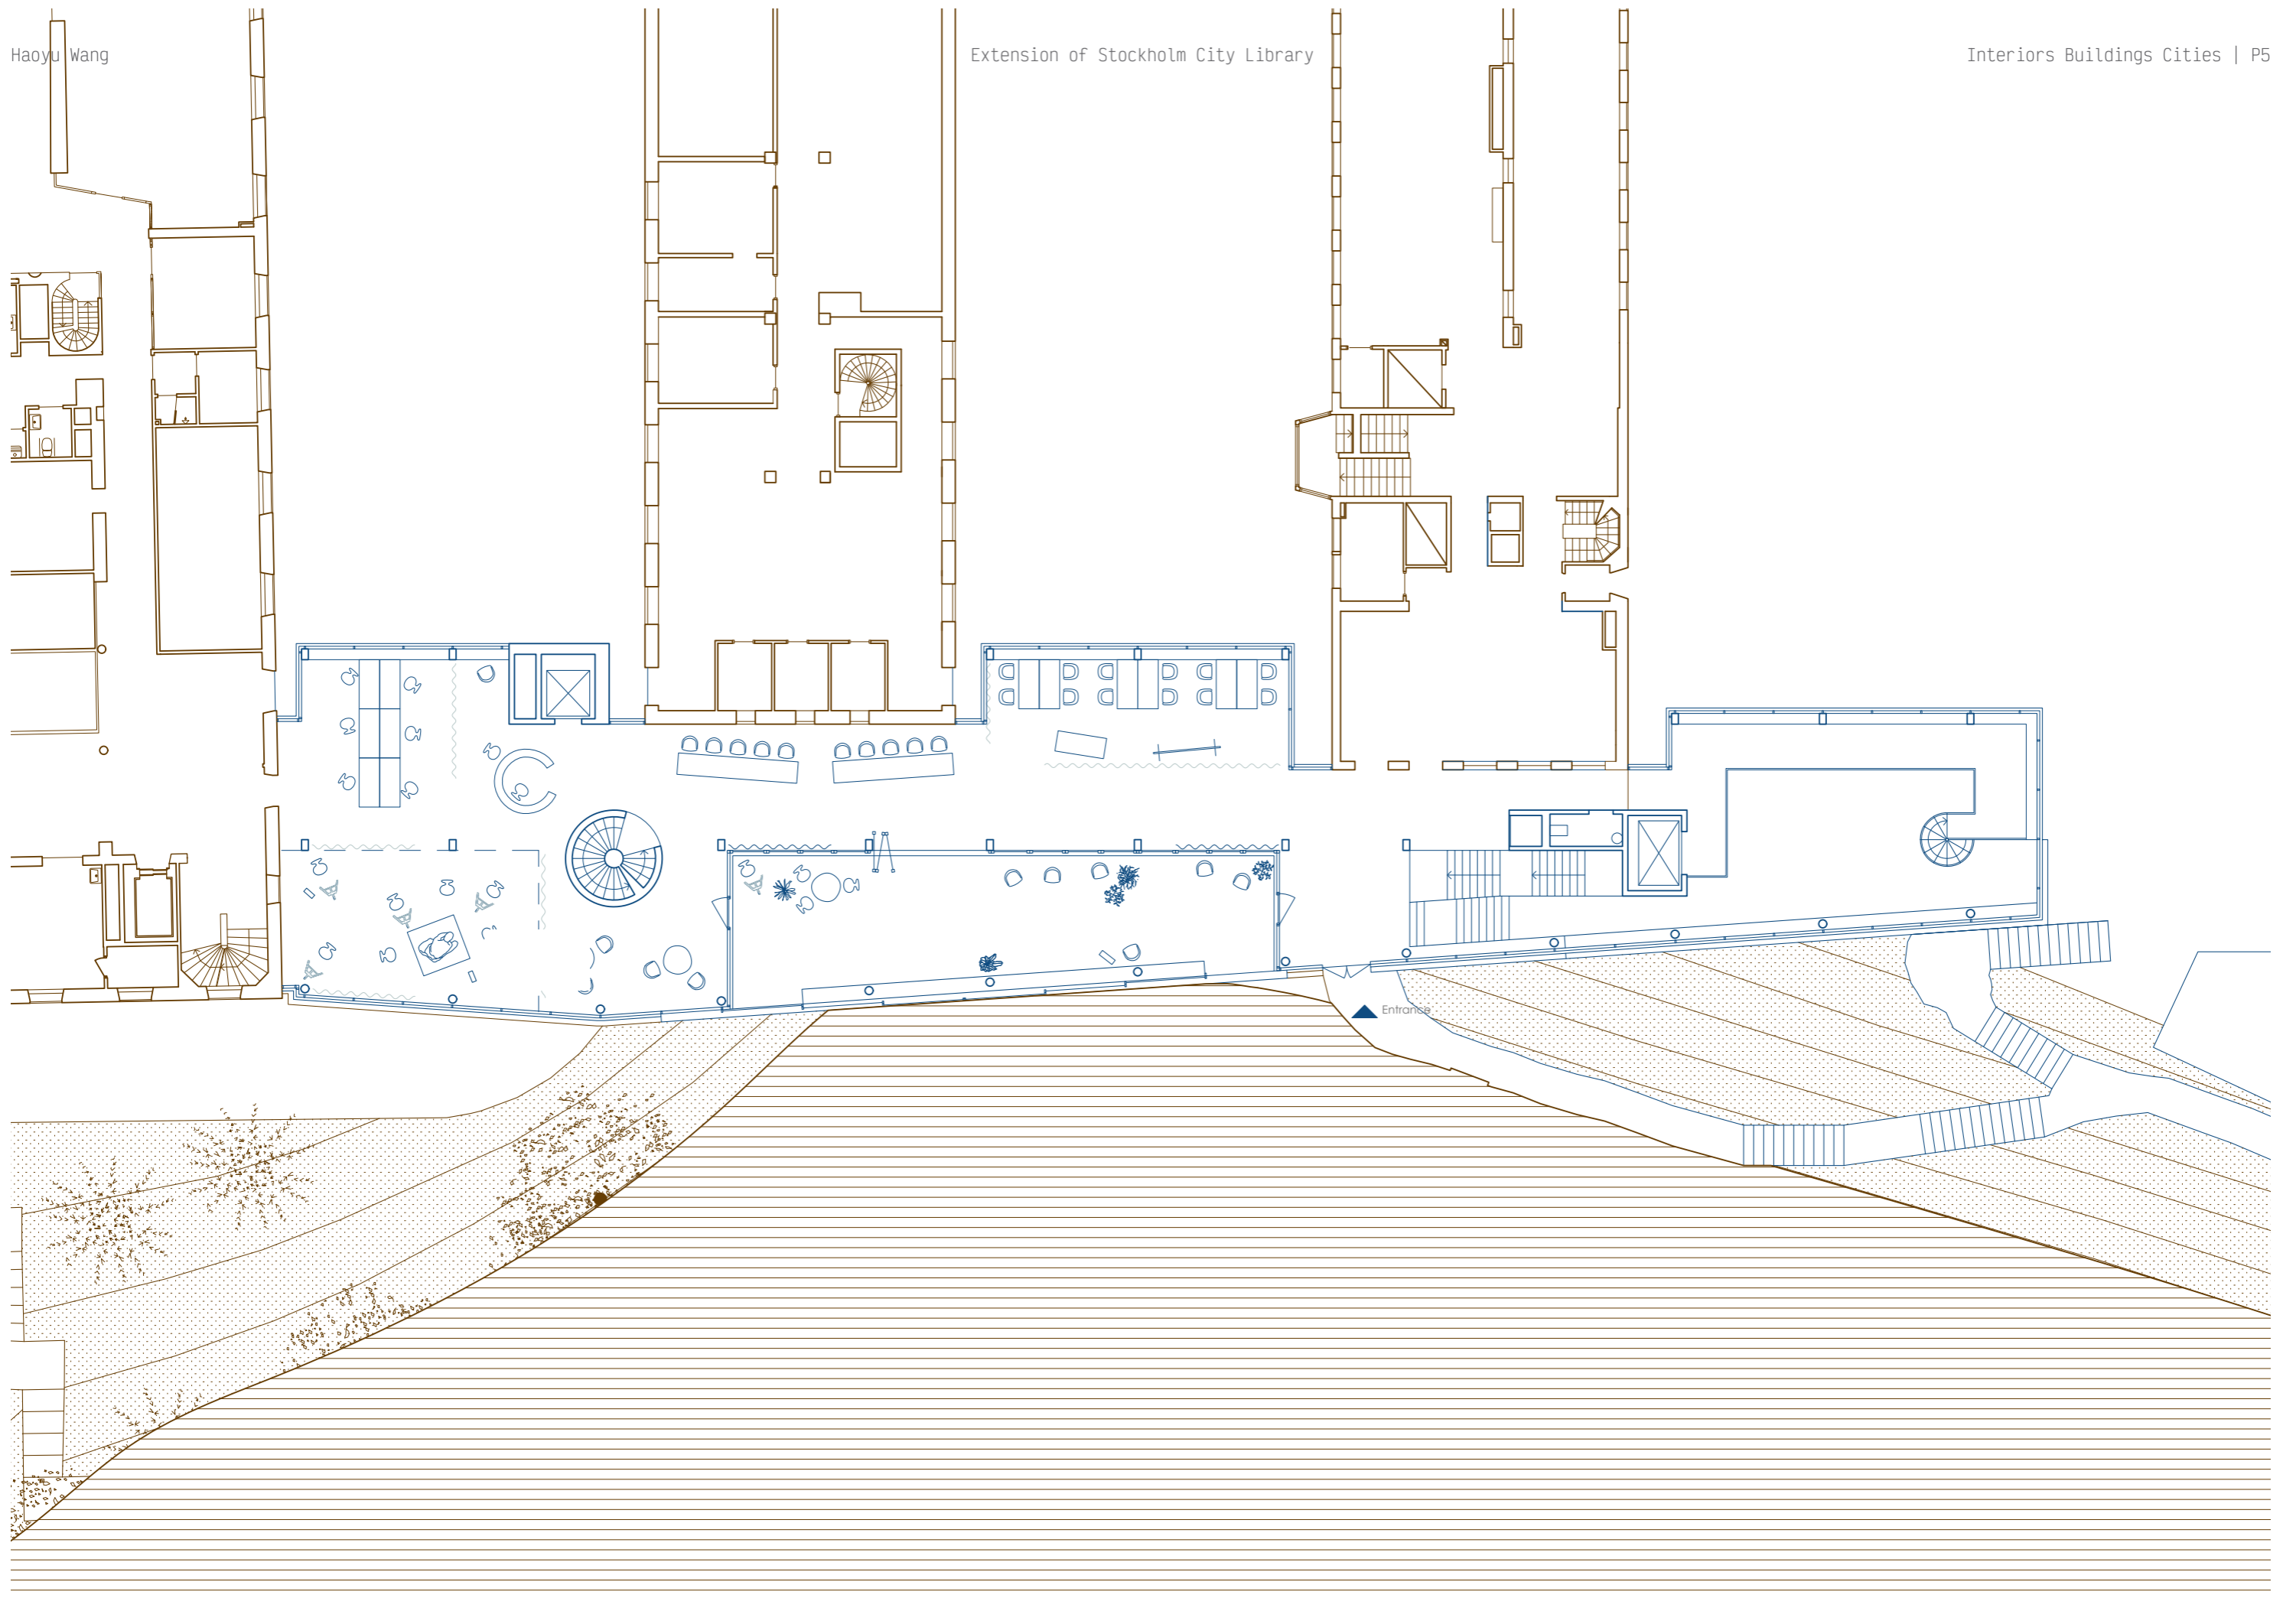 Haoyu Wang
Extension of Stockholm City Library
Interiors Buildings Cities | P5
Entrance